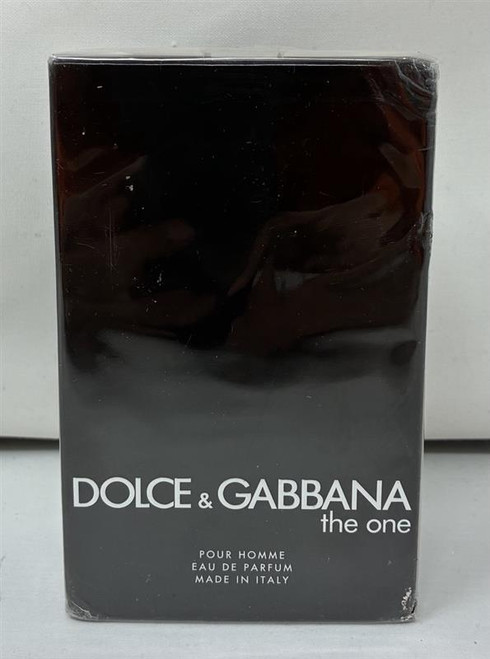 DOLCE & GABBANA
the one
POUR HOMME
EAU DE PARFUM
MADE IN ITALY